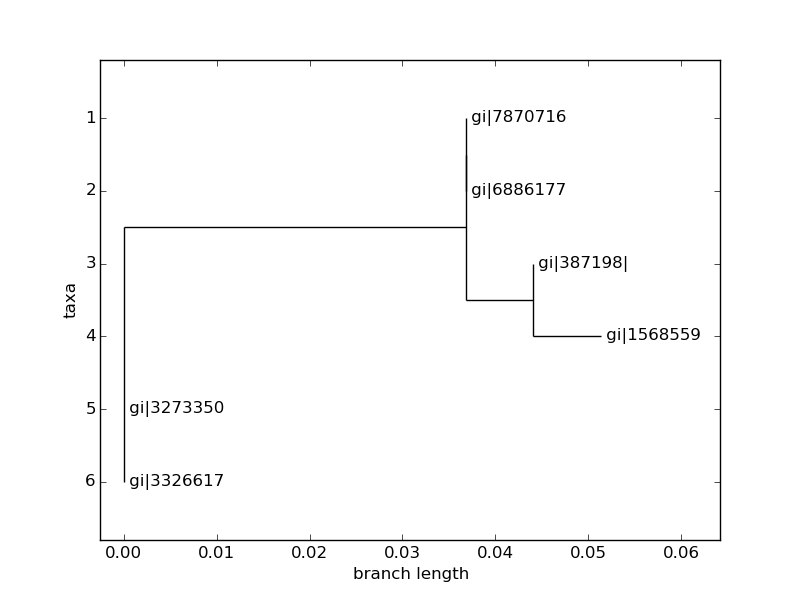 1 gi|7870716
2 gi|6886177
3 gi|387198|
taxa
4 gi|1568559
5 gi|3273350
6 gi|3326617
0.00 0.01 0.02 0.03 0.04 0.05 0.06
branch length